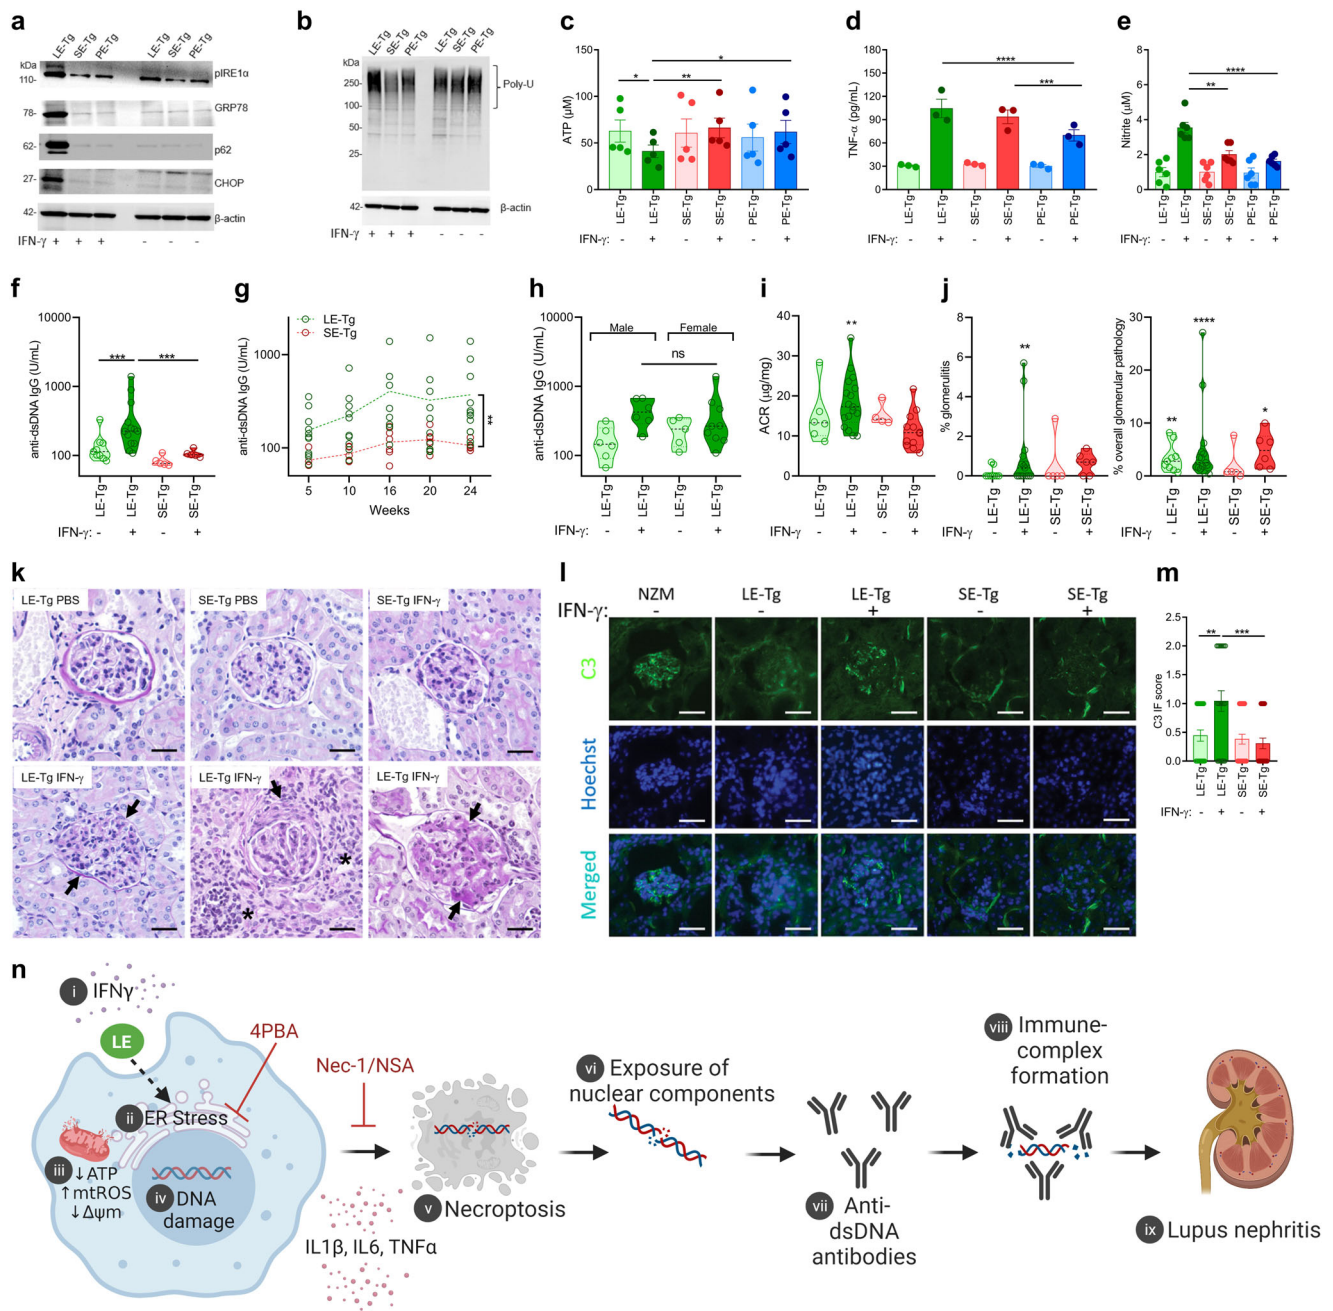 a
LE-Tg SE-Tg PE-Tg LE-Tg SE-Tg PE-Tg
kDa
110- pIRE1α
78- GRP78
62- p62
27- CHOP
42- β-actin
IFN-γ + + + - - -
b
LE-Tg SE-Tg PE-Tg LE-Tg SE-Tg PE-Tg
kDa
250- Poly-U
100-
50-
25-
42- β-actin
IFN-γ + + + - - -
c
ATP (μM)
150
100
50
0
* ** *
LE-Tg LE-Tg SE-Tg SE-Tg PE-Tg PE-Tg
IFN-γ: - + - + - +
d
TNF-α (pg/mL)
180
150
120
90
60
30
0
****
***
LE-Tg LE-Tg SE-Tg SE-Tg PE-Tg PE-Tg
IFN-γ: - + - + - +
e
Nitrite (μM)
8
6
4
2
0
****
**
LE-Tg LE-Tg SE-Tg SE-Tg PE-Tg PE-Tg
IFN-γ: - + - + - +
f
anti-dsDNA IgG (U/mL)
10000
1000
100
*** ***
LE-Tg LE-Tg SE-Tg SE-Tg
IFN-γ: - + - +
g
anti-dsDNA IgG (U/mL)
1000
100
LE-Tg
SE-Tg
**
5 10 16 20 24
Weeks
h
anti-dsDNA IgG (U/mL)
10000
1000
100
Male Female
ns
LE-Tg LE-Tg LE-Tg LE-Tg
IFN-γ: - + - +
i
ACR (μg/mg)
40
30
20
10
0
**
LE-Tg LE-Tg SE-Tg SE-Tg
IFN-γ: - + - +
j
% glomerulitis
8
6
4
2
0
**
LE-Tg LE-Tg SE-Tg SE-Tg
IFN-γ - + - +
% overall glomerular pathology
30
20
10
0
** **** *
LE-Tg LE-Tg SE-Tg SE-Tg
IFN-γ - + - +
k
LE-Tg PBS SE-Tg PBS SE-Tg IFN-γ
LE-Tg IFN-γ LE-Tg IFN-γ LE-Tg IFN-γ
* *
l
NZM LE-Tg LE-Tg SE-Tg SE-Tg
IFN-γ: - - + - +
C3
Hoechst
Merged
m
C3 IF score
2.5
2.0
1.5
1.0
0.5
0.0
** ***
LE-Tg LE-Tg SE-Tg SE-Tg
IFN-γ: - + - +
n
i IFNγ
LE
4PBA
ii ER Stress
iii ↓ATP
↑mtROS
↓Δψm
iv DNA
damage
Nec-1/NSA
IL1β, IL6, TNFα
v Necroptosis
vi Exposure of
nuclear components
vii Anti-
dsDNA
antibodies
viii Immune-
complex
formation
ix Lupus nephritis